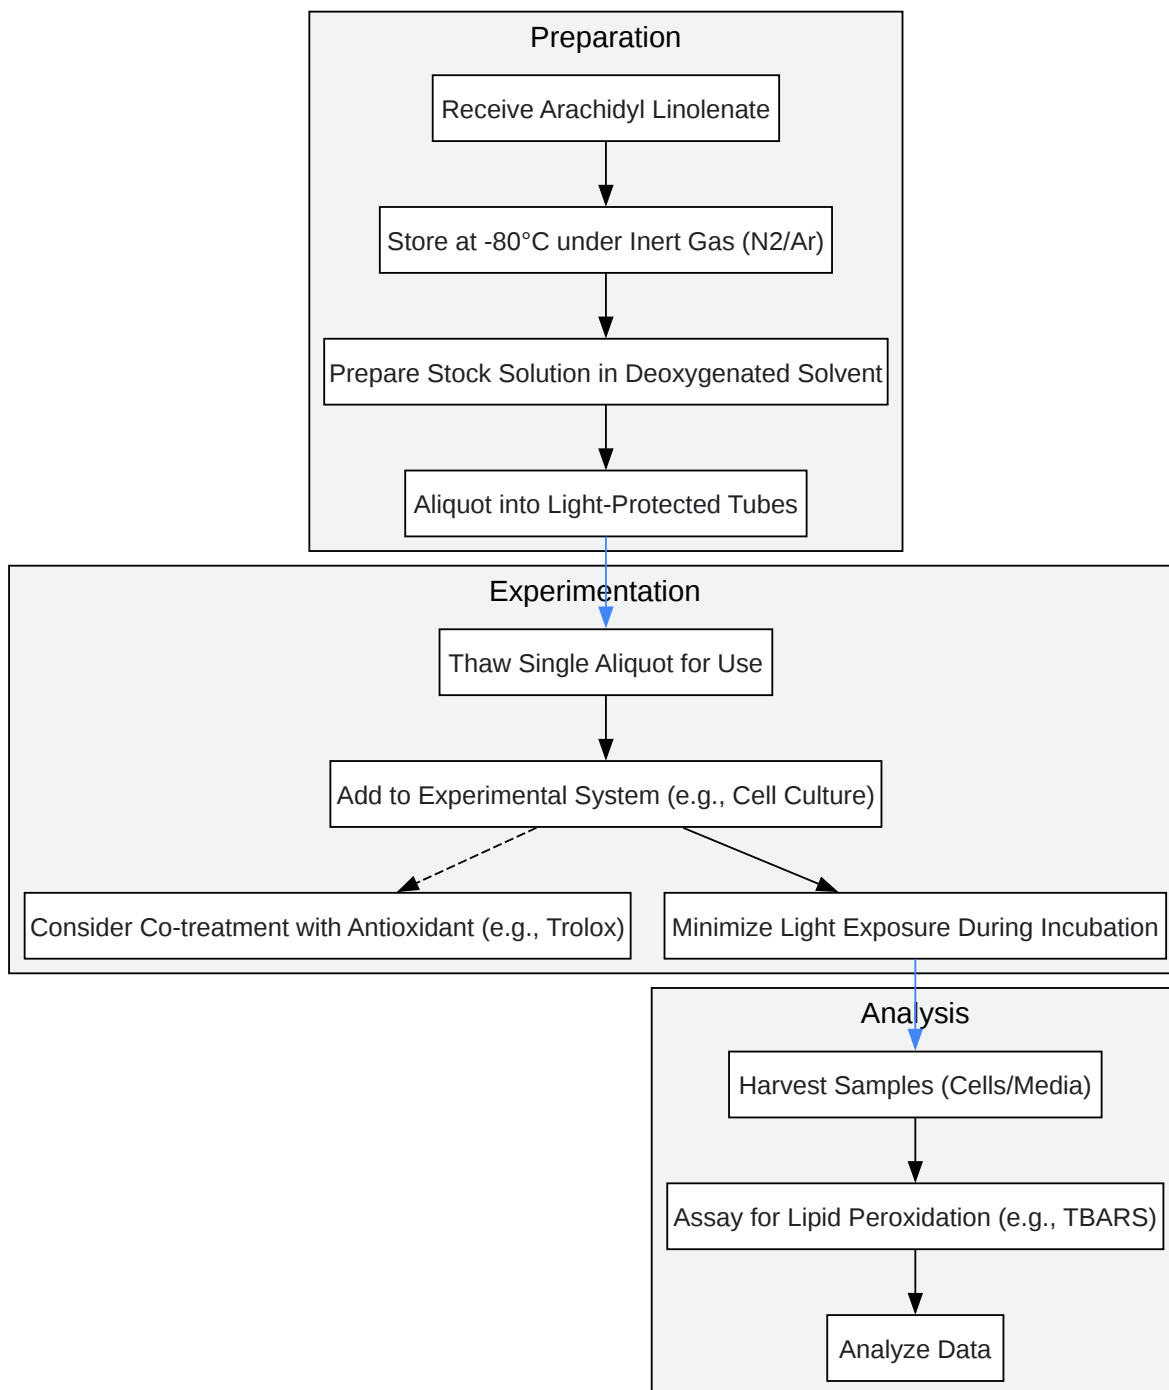 Preparation
Receive Arachidyl Linolenate
Store at -80°C under Inert Gas (N2/Ar)
Prepare Stock Solution in Deoxygenated Solvent
Aliquot into Light-Protected Tubes
Experimentation
Thaw Single Aliquot for Use
Add to Experimental System (e.g., Cell Culture)
Consider Co-treatment with Antioxidant (e.g., Trolox)
Minimize Light Exposure During Incubation
Analysis
Harvest Samples (Cells/Media)
Assay for Lipid Peroxidation (e.g., TBARS)
Analyze Data